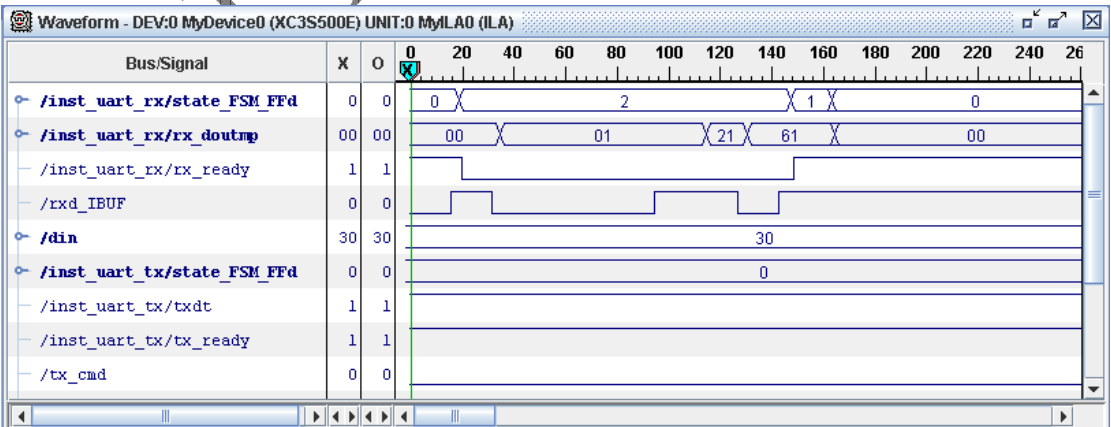 Waveform - DEV:0 MyDevice0 (XC3S500E) UNIT:0 MyILA0 (ILA)
Bus/Signal X O 0 20 40 60 80 100 120 140 160 180 200 220 240 26
X
/inst_uart_rx/state_FSM_FFd 0 0 0 2 1 0
/inst_uart_rx/rx_doutmp 00 00 00 01 21 61 00
/inst_uart_rx/rx_ready 1 1
/rxd_IBUF 0 0
/din 30 30 30
/inst_uart_tx/state_FSM_FFd 0 0 0
/inst_uart_tx/txdt 1 1
/inst_uart_tx/tx_ready 1 1
/tx_cmd 0 0